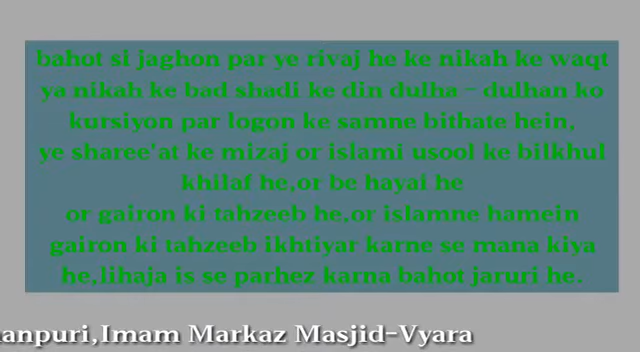 bahot si jaghon par ye rivaj he ke nikah ke waqt
ya nikah ke bad shadi ke din dulha - dulhan ko
kursiyon par logon ke samne bithate hein,
ye sharee'at ke mizaj or islami usool ke bilkhul
khilaf he,or be hayai he
or gairon ki tahzeeb he,or islamne hamein
gairon ki tahzeeb ikhtiyar karne se mana kiya
he,lihaja is se parhez karna bahot jaruri he.
anpuri,Imam Markaz Masjid-Vyara